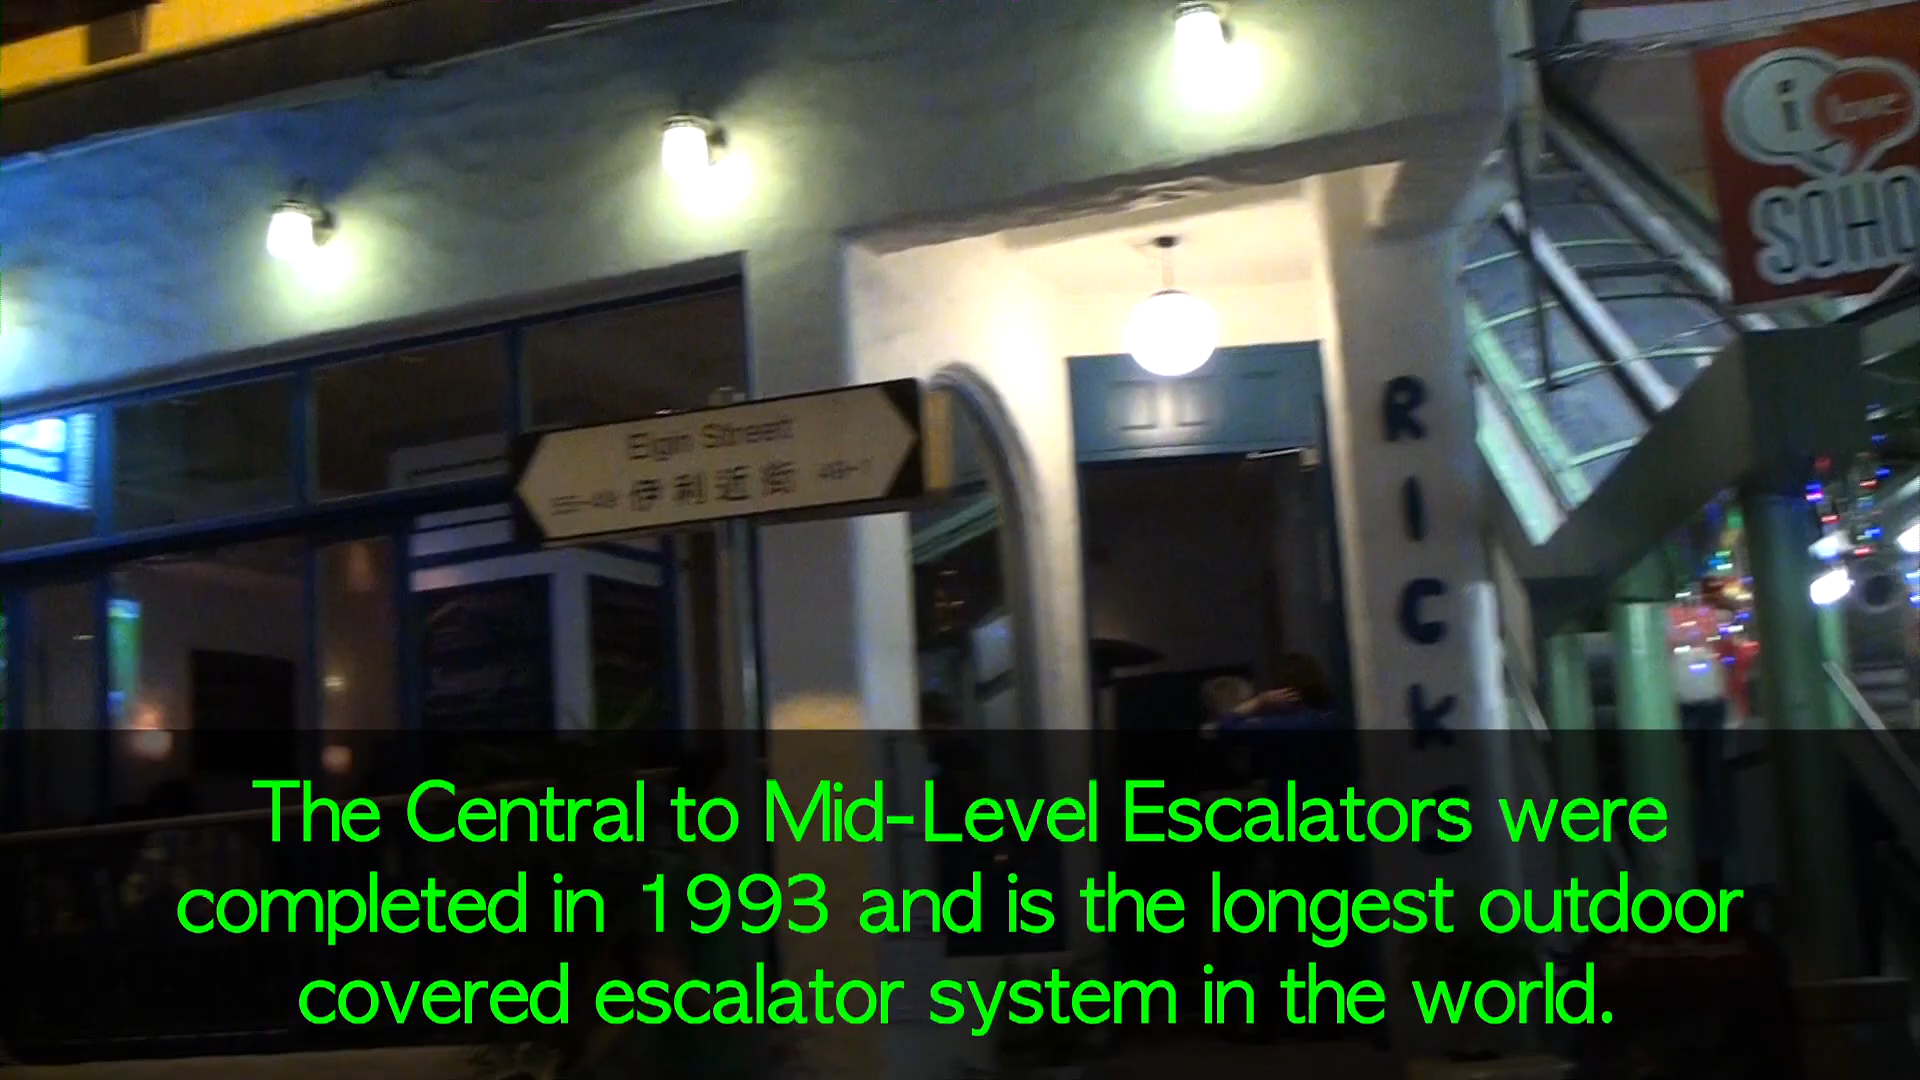 i love
SOHO
Elgin Street
伊利近街
R
I
C
K
The Central to Mid-Level Escalators were
completed in 1993 and is the longest outdoor
covered escalator system in the world.